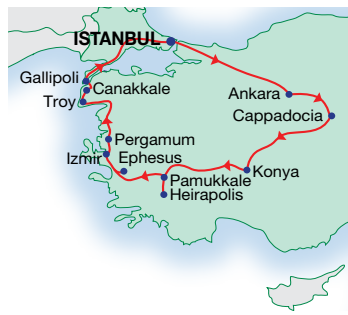 ISTANBUL
Gallipoli
Canakkale
Troy
Ankara
Cappadocia
Pergamum
Izmir
Ephesus
Konya
Pamukkale
Heirapolis